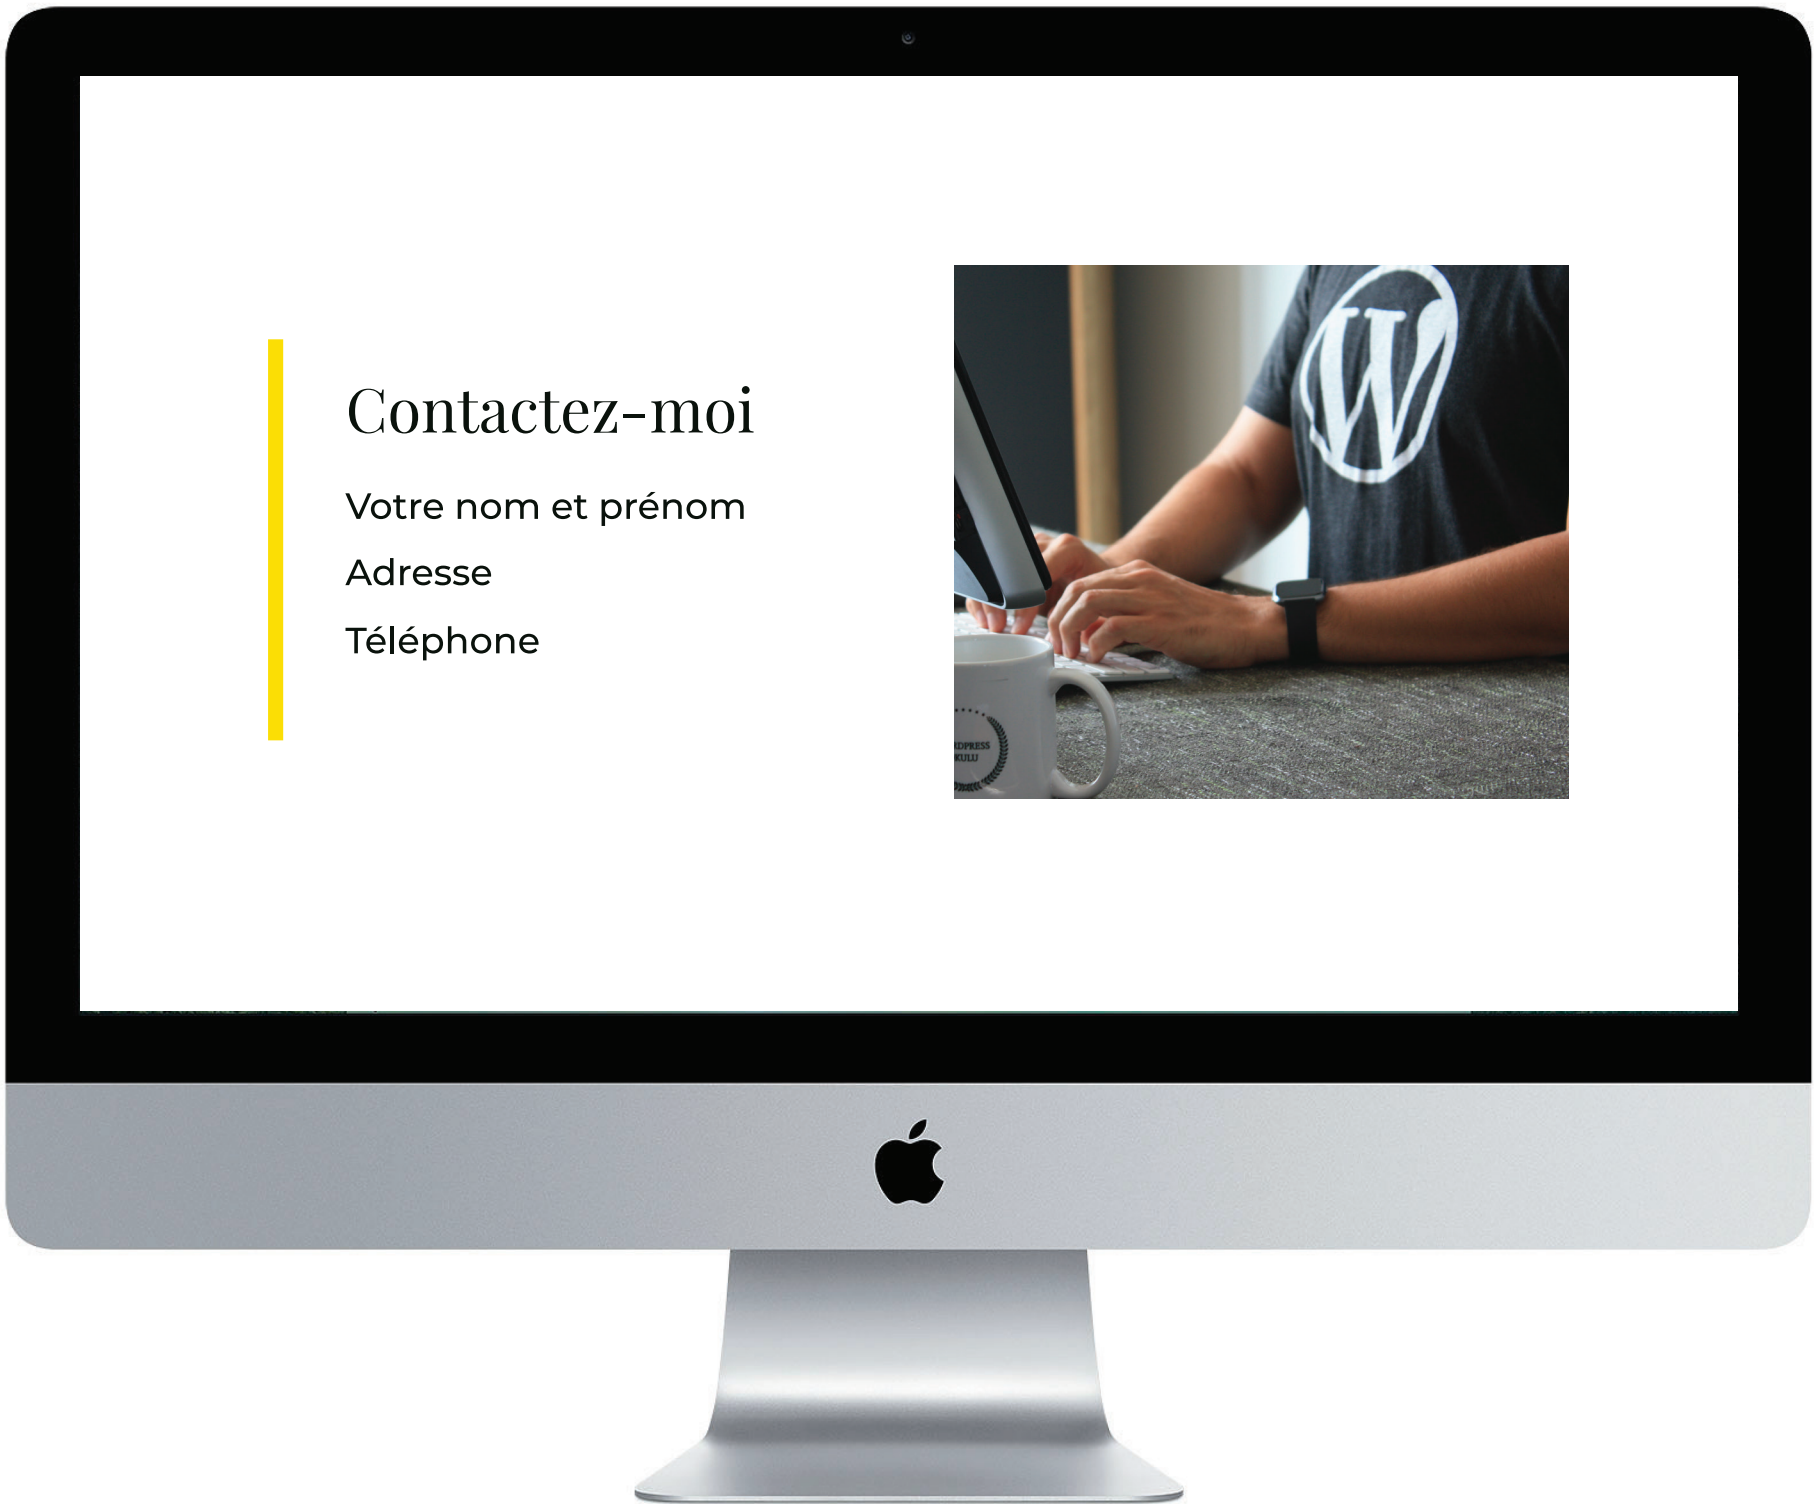 Contactez-moi
Votre nom et prénom
Adresse
Téléphone
W